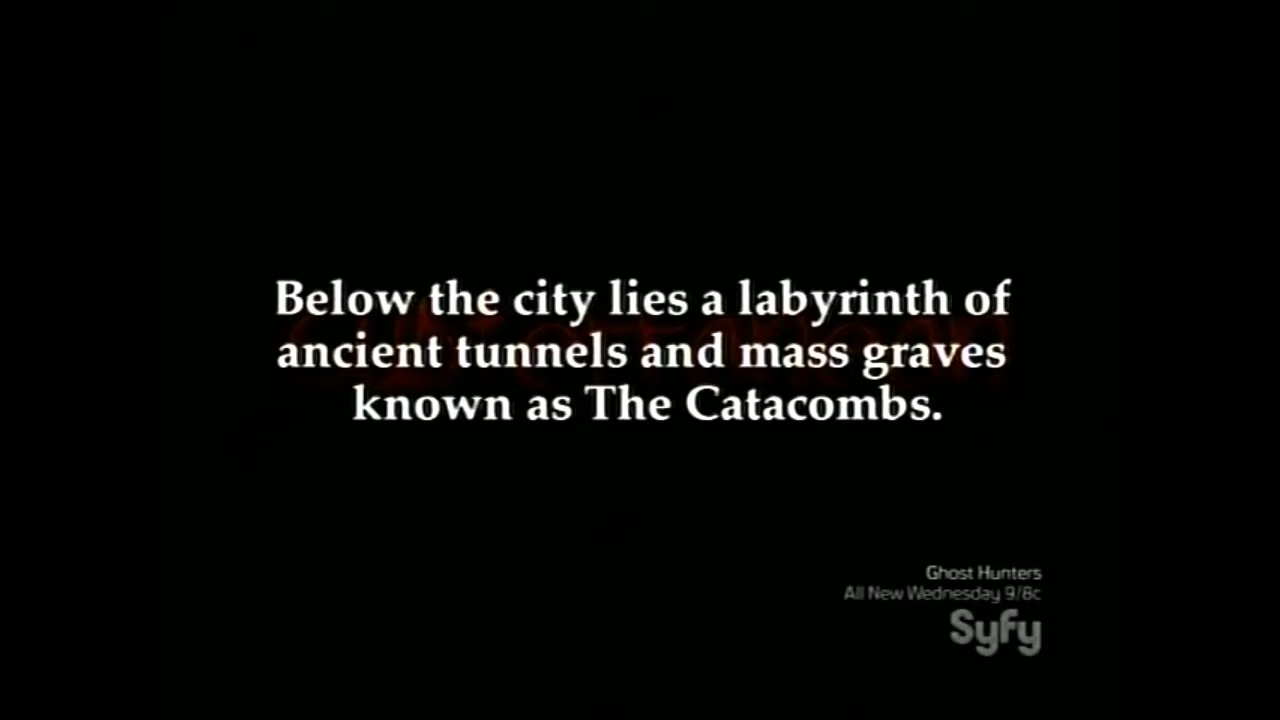 Below the city lies a labyrinth of
ancient tunnels and mass graves
known as The Catacombs.
Ghost Hunters
All New Wednesday 9/8c
Syfy